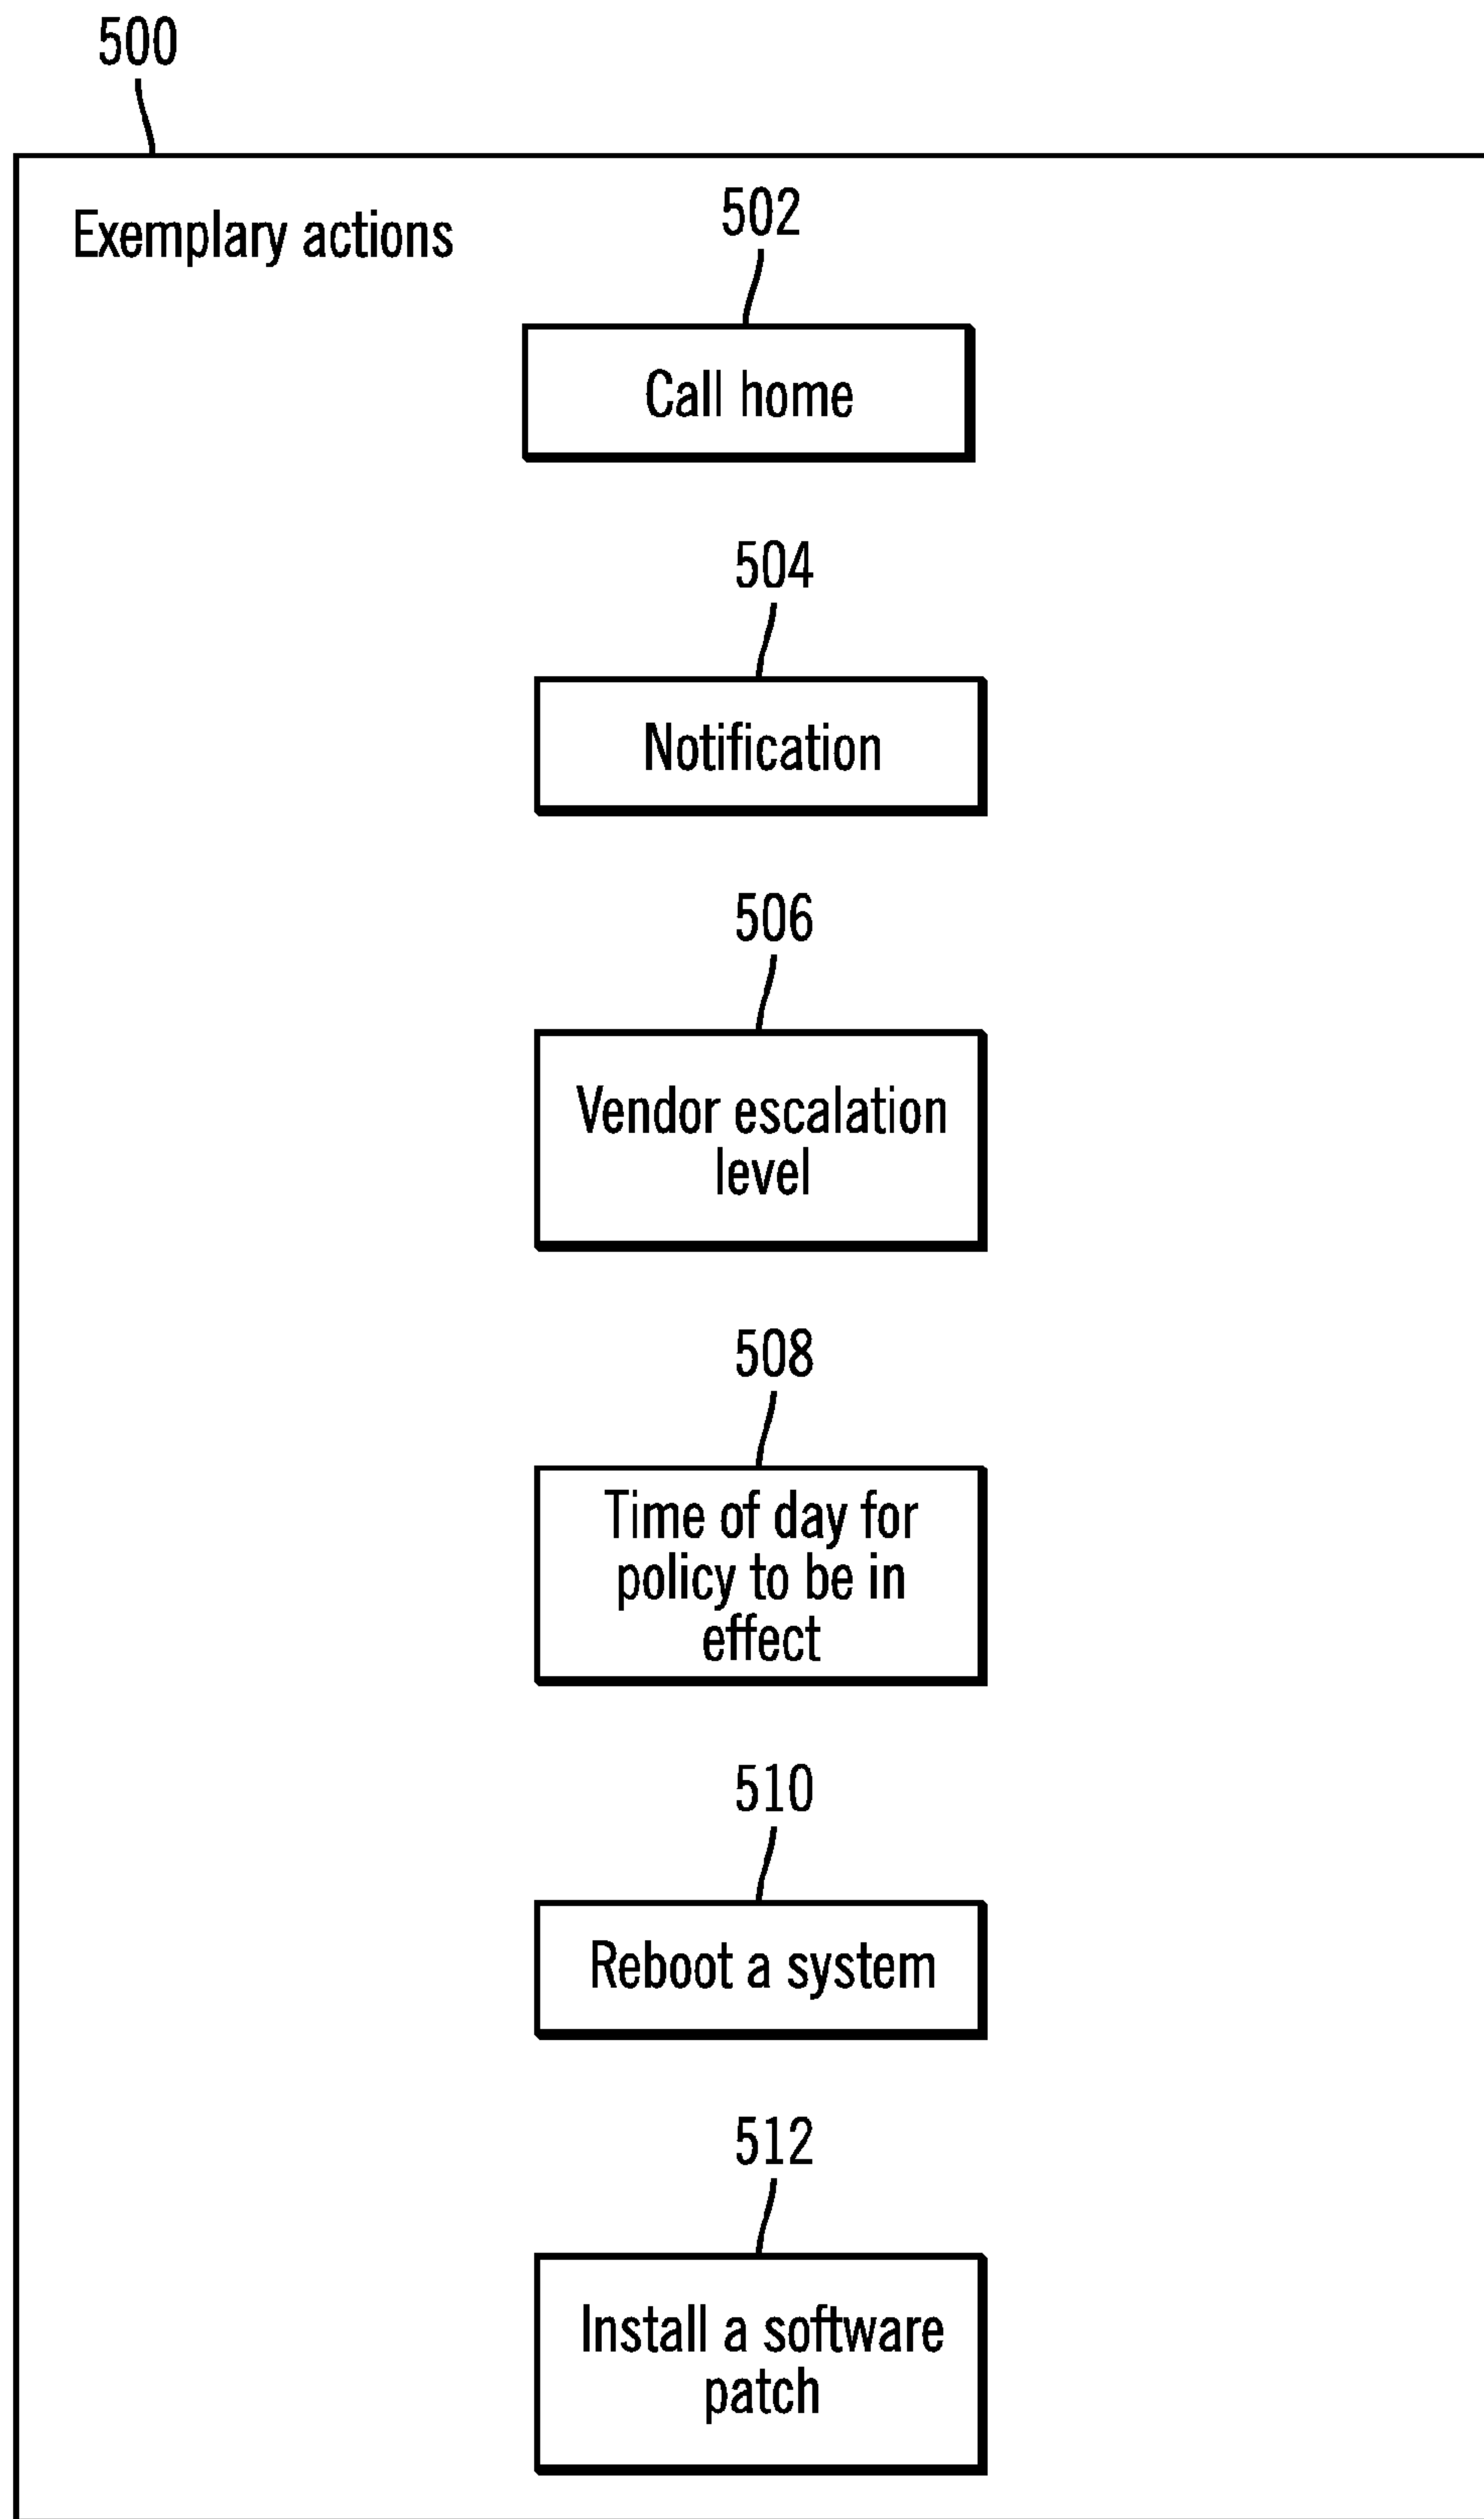 500
Exemplary actions
502
Call home
504
Notification
506
Vendor escalation
level
508
Time of day for
policy to be in
effect
510
Reboot a system
512
Install a software
patch